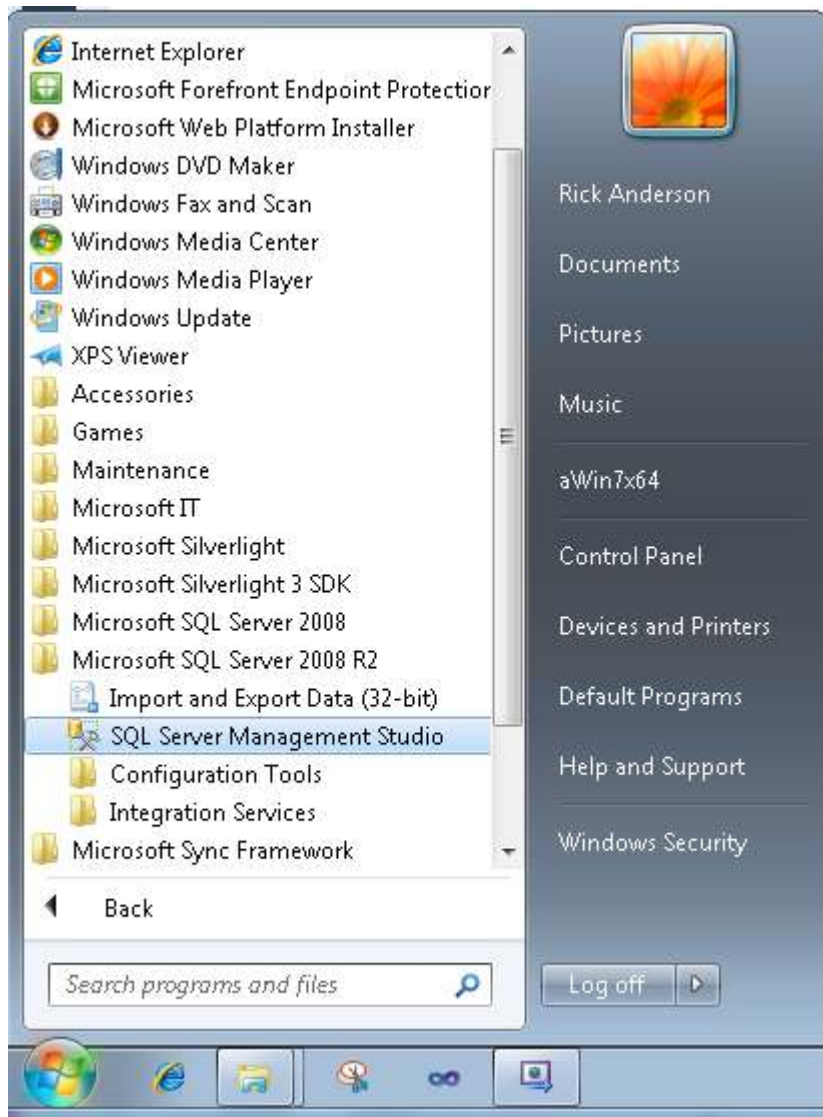 Internet Explorer
Microsoft Forefront Endpoint Protection
Microsoft Web Platform Installer
Windows DVD Maker
Windows Fax and Scan
Windows Media Center
Windows Media Player
Windows Update
XPS Viewer
Accessories
Games
Maintenance
Microsoft IT
Microsoft Silverlight
Microsoft Silverlight 3 SDK
Microsoft SQL Server 2008
Microsoft SQL Server 2008 R2
Import and Export Data (32-bit)
SQL Server Management Studio
Configuration Tools
Integration Services
Microsoft Sync Framework
Back
Search programs and files
Rick Anderson
Documents
Pictures
Music
aWin7x64
Control Panel
Devices and Printers
Default Programs
Help and Support
Windows Security
Log off